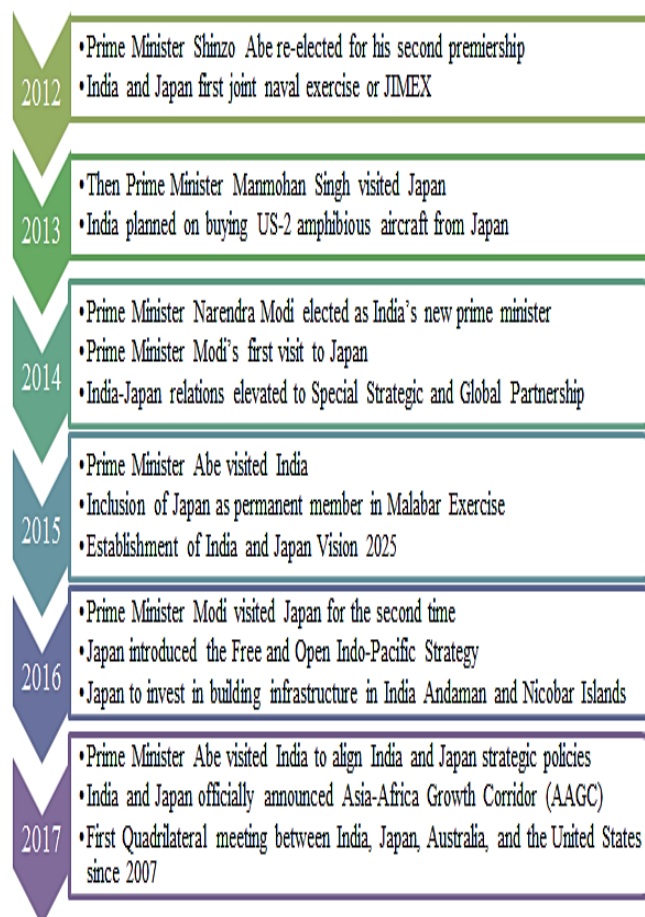 2012
•Prime Minister Shinzo Abe re-elected for his second premiership
•India and Japan first joint naval exercise or JIMEX
2013
•Then Prime Minister Manmohan Singh visited Japan
•India planned on buying US-2 amphibious aircraft from Japan
2014
•Prime Minister Narendra Modi elected as India's new prime minister
•Prime Minister Modi's first visit to Japan
•India-Japan relations elevated to Special Strategic and Global Partnership
2015
•Prime Minister Abe visited India
•Inclusion of Japan as permanent member in Malabar Exercise
•Establishment of India and Japan Vision 2025
2016
•Prime Minister Modi visited Japan for the second time
•Japan introduced the Free and Open Indo-Pacific Strategy
•Japan to invest in building infrastructure in India Andaman and Nicobar Islands
2017
•Prime Minister Abe visited India to align India and Japan strategic policies
•India and Japan officially announced Asia-Africa Growth Corridor (AAGC)
•First Quadrilateral meeting between India, Japan, Australia, and the United States
since 2007